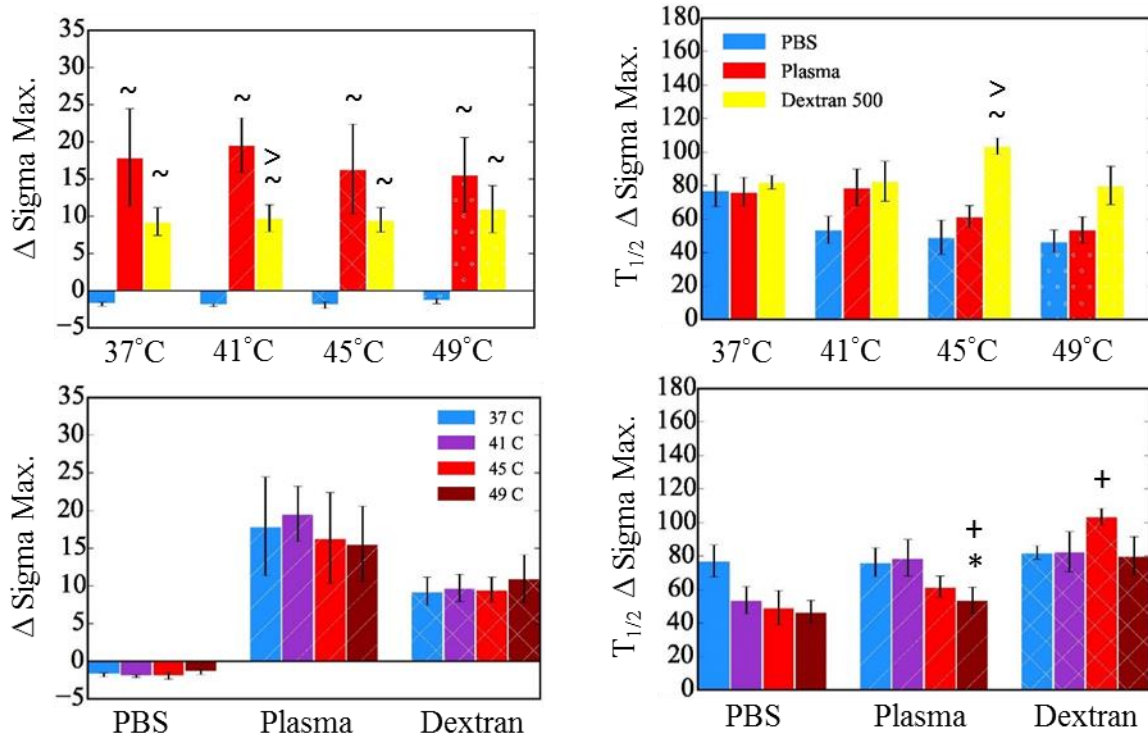 Δ Sigma Max.
35
30
25
20
15
10
5
0
−5
~ ~ ~ ~ > ~ ~ ~ ~
37°C 41°C 45°C 49°C
T1/2 Δ Sigma Max.
180
160
140
120
100
80
60
40
20
0
PBS
Plasma
Dextran 500
>
~
37°C 41°C 45°C 49°C
Δ Sigma Max.
35
30
25
20
15
10
5
0
−5
37 C
41 C
45 C
49 C
PBS Plasma Dextran
T1/2 Δ Sigma Max.
180
160
140
120
100
80
60
40
20
0
+
+
*
PBS Plasma Dextran